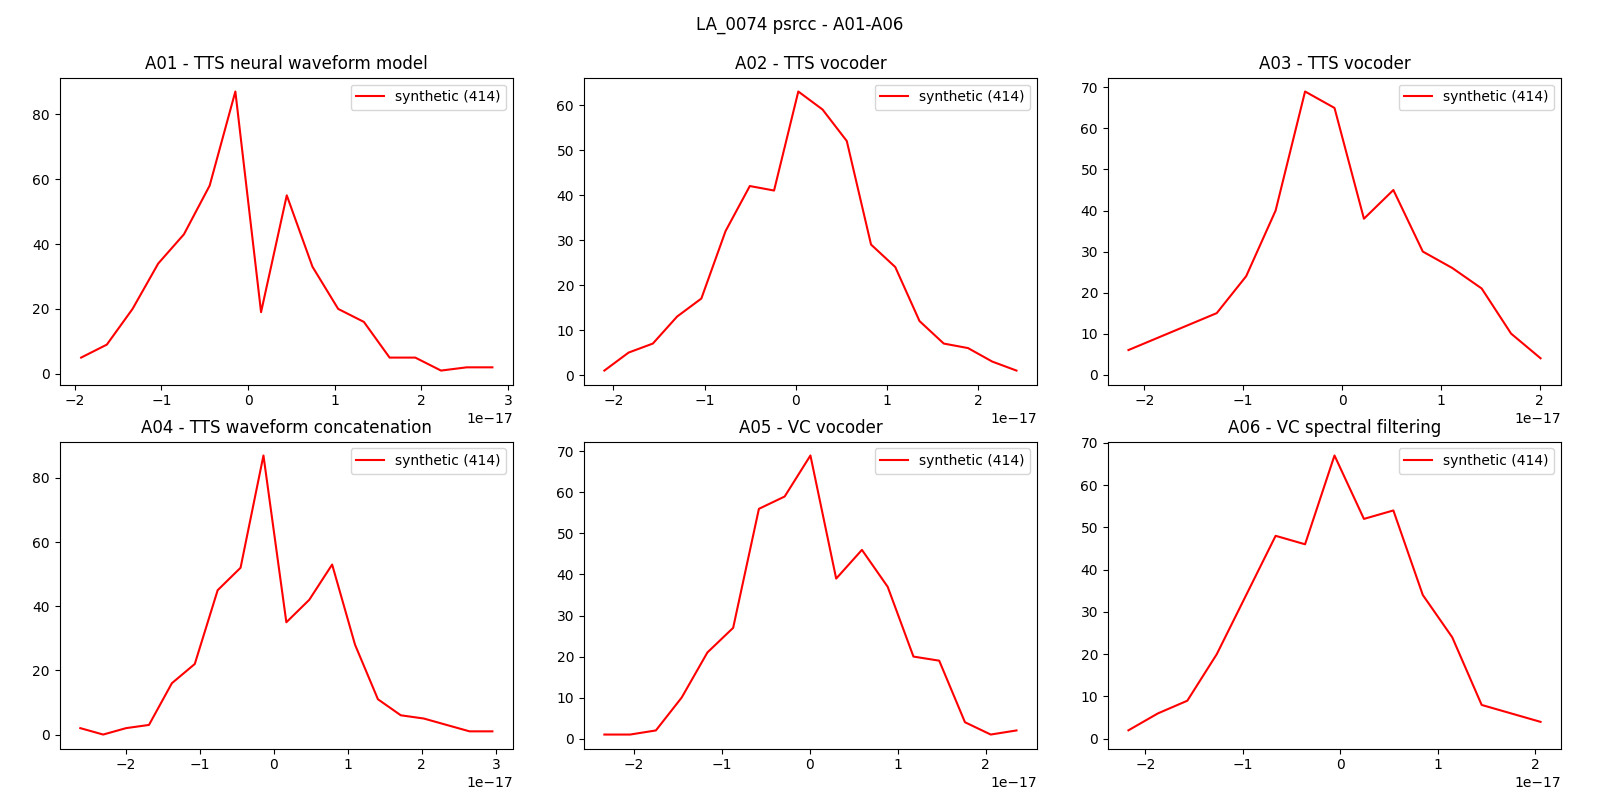 LA_0074 psrcc - A01-A06
A01 - TTS neural waveform model
synthetic (414)
80
60
40
20
0
−2 −1 0 1 2 3
1e−17
A02 - TTS vocoder
synthetic (414)
60
50
40
30
20
10
0
−2 −1 0 1 2
1e−17
A03 - TTS vocoder
synthetic (414)
70
60
50
40
30
20
10
0
−2 −1 0 1 2
1e−17
A04 - TTS waveform concatenation
synthetic (414)
80
60
40
20
0
−2 −1 0 1 2 3
1e−17
A05 - VC vocoder
synthetic (414)
70
60
50
40
30
20
10
0
−2 −1 0 1 2
1e−17
A06 - VC spectral filtering
synthetic (414)
70
60
50
40
30
20
10
0
−2 −1 0 1 2
1e−17